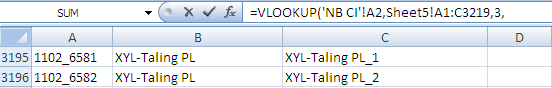 SUM fx =VLOOKUP('NB CI'!A2,Sheet5!A1:C3219,3,
A B C D
3195 1102_6581 XYL-Taling PL XYL-Taling PL_1
3196 1102_6582 XYL-Taling PL XYL-Taling PL_2